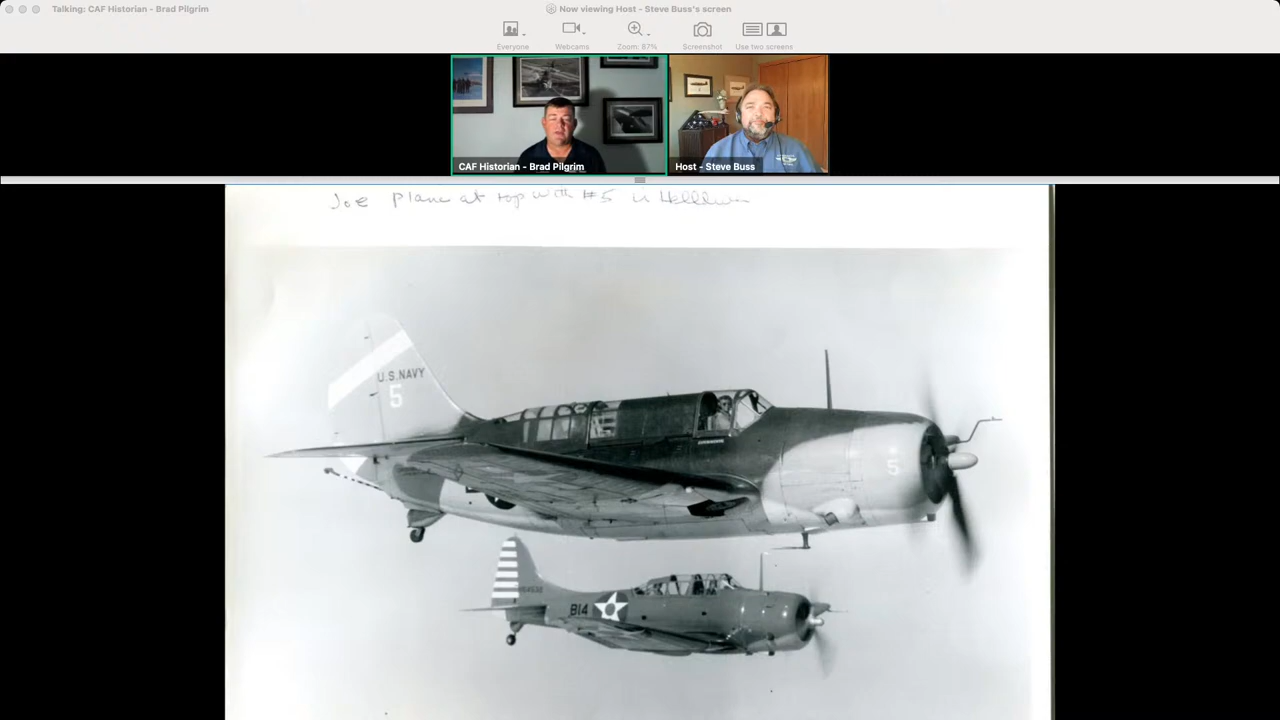 Talking: CAF Historian - Brad Pilgrim
Now viewing Host - Steve Buss's screen
Everyone
Webcams
Zoom: 87%
Screenshot
Use two screens
CAF Historian - Brad Pilgrim
Host - Steve Buss
Joe plane at top with #5 is
U.S. NAVY
5
5
B14